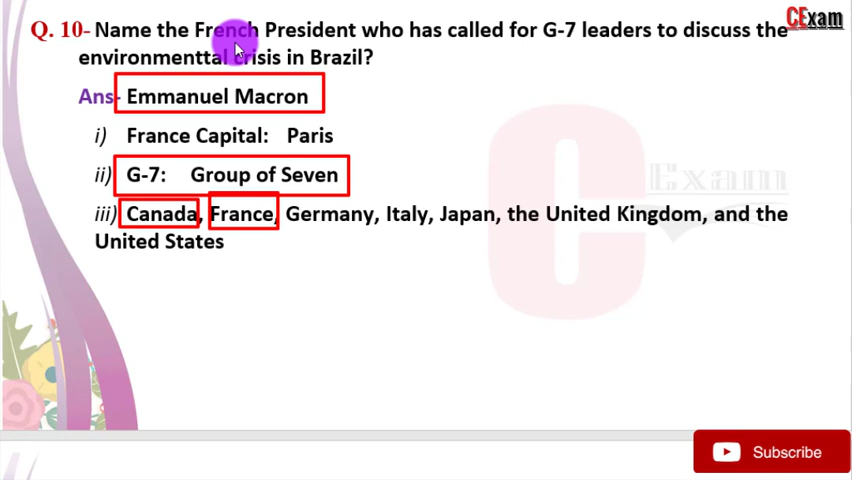 CExam
Q. 10- Name the French President who has called for G-7 leaders to discuss the
environmenttal crisis in Brazil?
Ans- Emmanuel Macron
i) France Capital: Paris
ii) G-7: Group of Seven
iii) Canada, France, Germany, Italy, Japan, the United Kingdom, and the
United States
C Exam
Subscribe